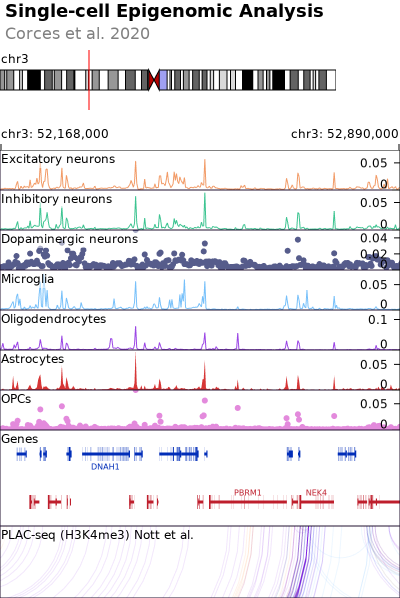 Single-cell Epigenomic Analysis
Corces et al. 2020
chr3
chr3: 52,168,000 chr3: 52,890,000
Excitatory neurons 0.05
0
Inhibitory neurons 0.05
0
Dopaminergic neurons 0.04
0.02
0
Microglia 0.05
0
Oligodendrocytes 0.1
0
Astrocytes 0.05
0
OPCs 0.05
0
Genes
DNAH1
PBRM1 NEK4
PLAC-seq (H3K4me3) Nott et al.